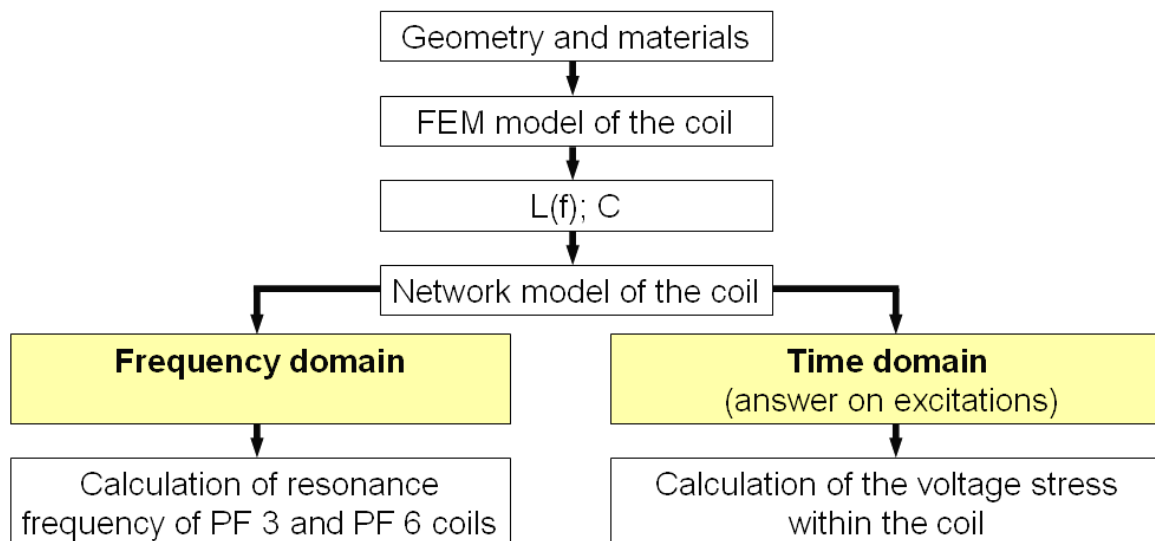 Geometry and materials
FEM model of the coil
L(f); C
Network model of the coil
Frequency domain
Time domain
(answer on excitations)
Calculation of resonance
frequency of PF 3 and PF 6 coils
Calculation of the voltage stress
within the coil